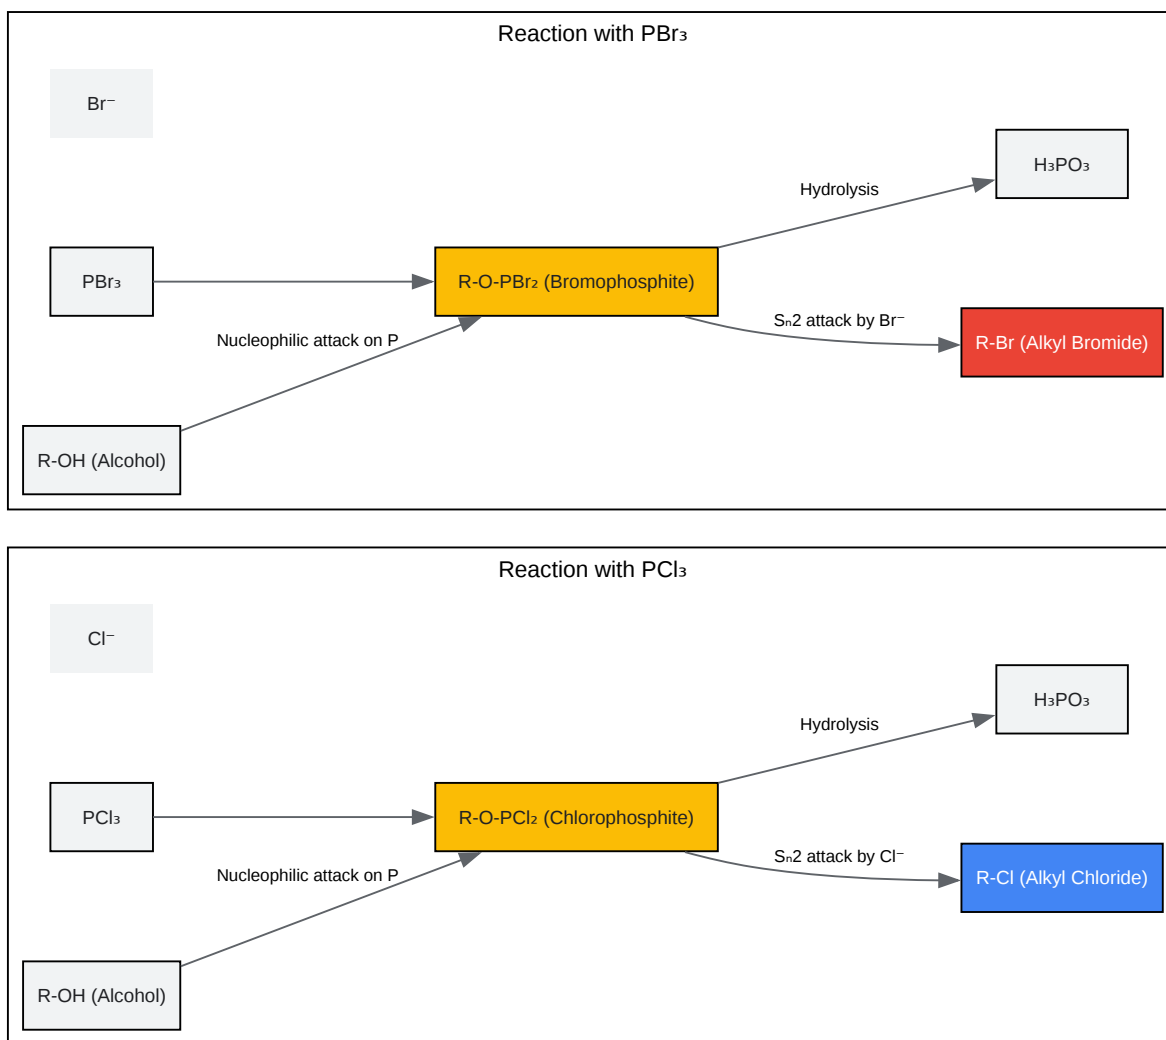 Reaction with PBr₃
Br⁻
H₃PO₃
Hydrolysis
PBr₃
R-O-PBr₂ (Bromophosphite)
Sₙ2 attack by Br⁻
Nucleophilic attack on P
R-Br (Alkyl Bromide)
R-OH (Alcohol)
Reaction with PCl₃
Cl⁻
H₃PO₃
Hydrolysis
PCl₃
R-O-PCl₂ (Chlorophosphite)
Sₙ2 attack by Cl⁻
Nucleophilic attack on P
R-Cl (Alkyl Chloride)
R-OH (Alcohol)